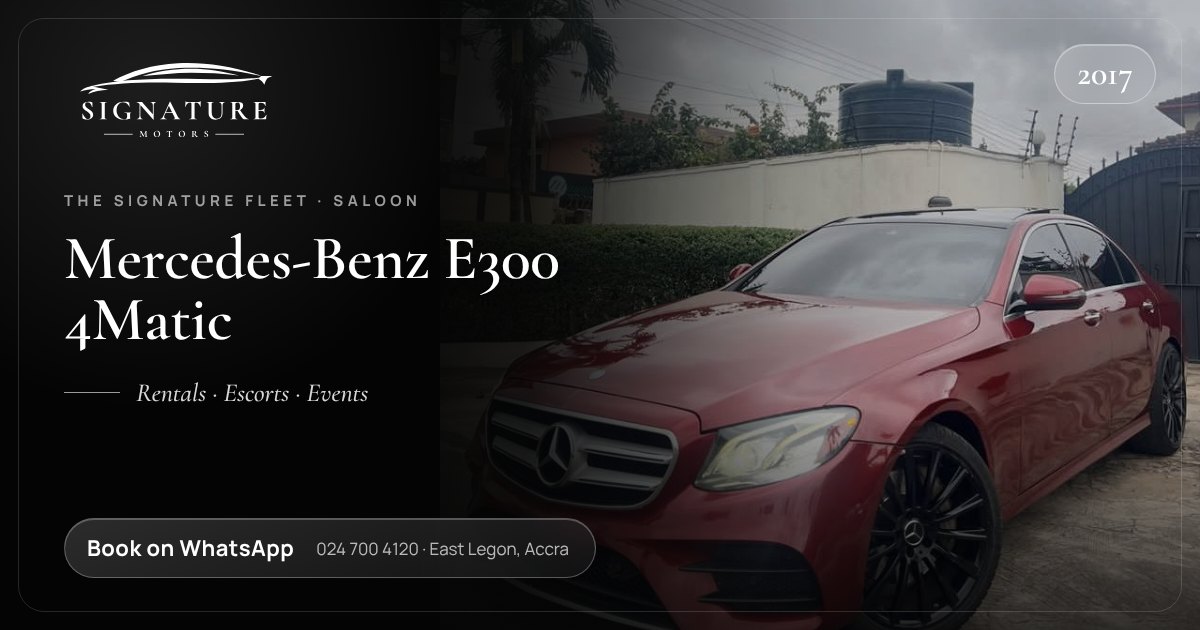 SIGNATURE
MOTORS
2017
THE SIGNATURE FLEET · SALOON
Mercedes-Benz E300
4Matic
Rentals · Escorts · Events
Book on WhatsApp 024 700 4120 · East Legon, Accra